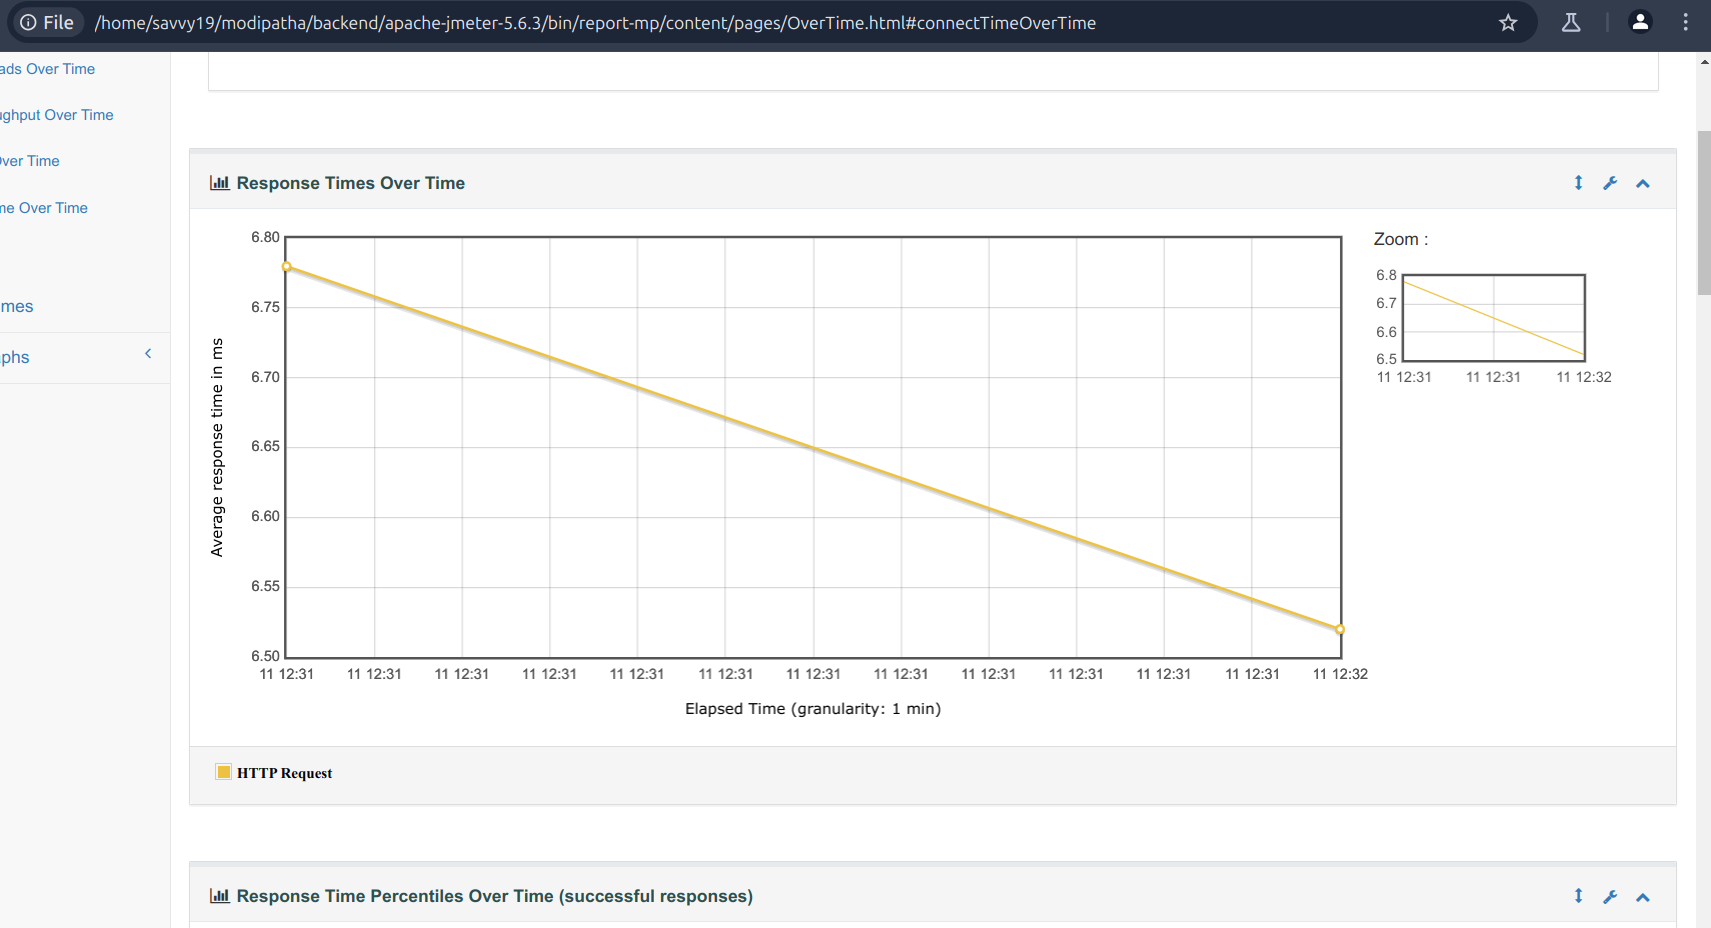 File /home/savvy19/modipatha/backend/apache-jmeter-5.6.3/bin/report-mp/content/pages/OverTime.html#connectTimeOverTime
Over Time
Over Time
Over Time
Over Time
Response Times Over Time
Average response time in ms
6.80
6.75
6.70
6.65
6.60
6.55
6.50
11 12:31 11 12:31 11 12:31 11 12:31 11 12:31 11 12:31 11 12:31 11 12:31 11 12:31 11 12:31 11 12:31 11 12:31 11 12:32
Elapsed Time (granularity: 1 min)
Zoom :
6.8
6.7
6.6
6.5
11 12:31 11 12:31 11 12:32
HTTP Request
Response Time Percentiles Over Time (successful responses)